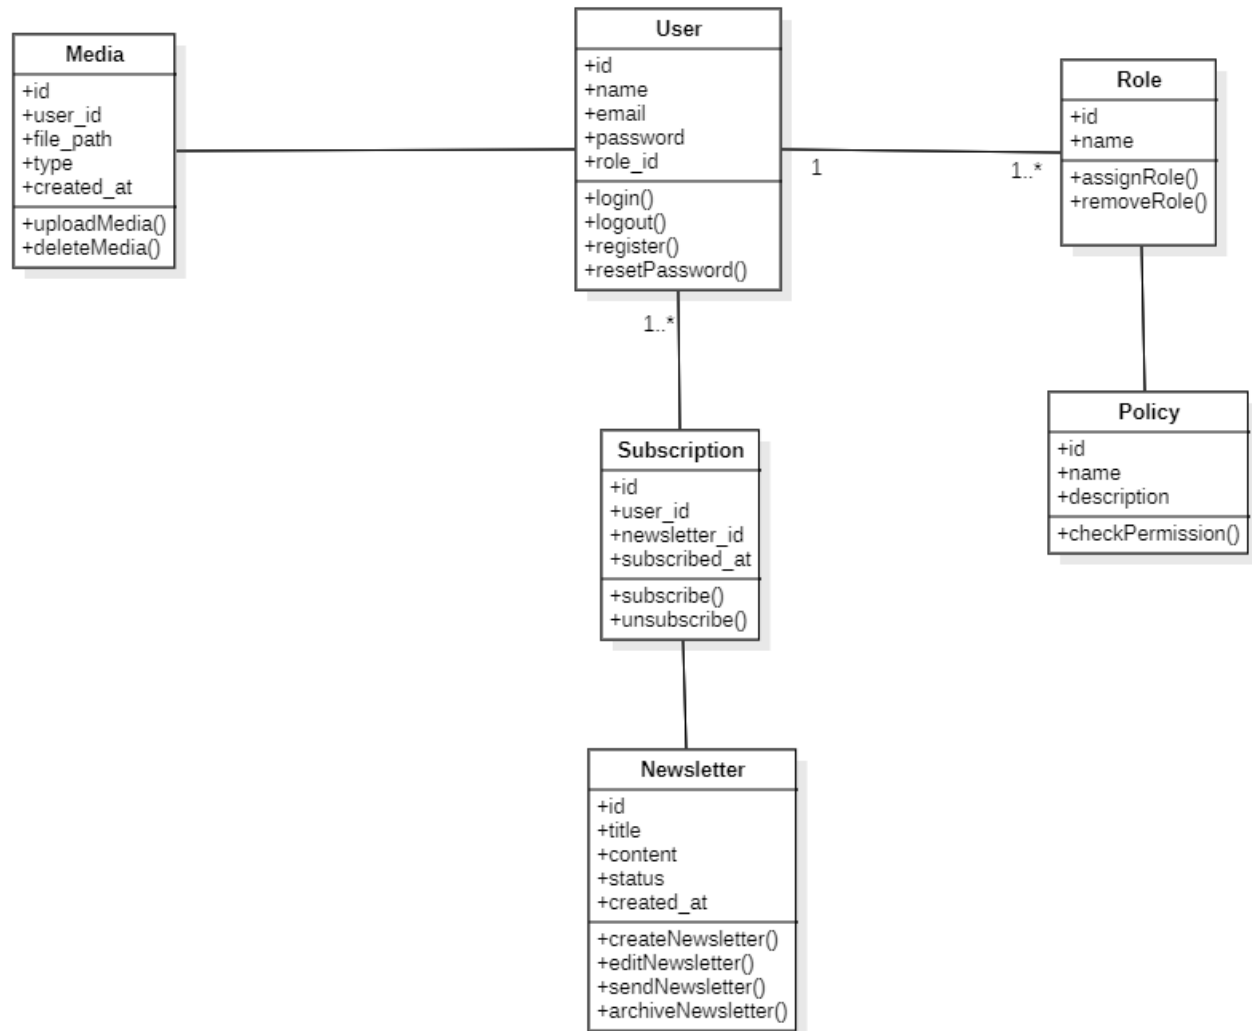 Media
+id
+user_id
+file_path
+type
+created_at
+uploadMedia()
+deleteMedia()
User
+id
+name
+email
+password
+role_id
+login()
+logout()
+register()
+resetPassword()
1
1..*
Role
+id
+name
+assignRole()
+removeRole()
1..*
Subscription
+id
+user_id
+newsletter_id
+subscribed_at
+subscribe()
+unsubscribe()
Policy
+id
+name
+description
+checkPermission()
Newsletter
+id
+title
+content
+status
+created_at
+createNewsletter()
+editNewsletter()
+sendNewsletter()
+archiveNewsletter()